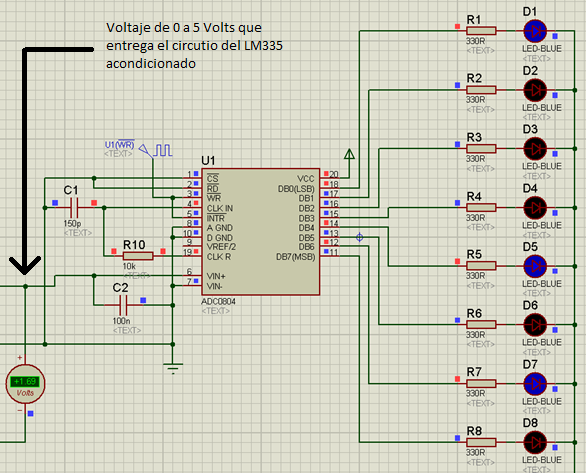 Voltaje de 0 a 5 Volts que
entrega el circutio del LM335
acondicionado
U1(WR)
<TEXT>
U1
1
2
3
4
5
8
10
9
19
6
7
CS
RD
WR
CLK IN
INTR
A GND
D GND
VREF/2
CLK R
VIN+
VIN-
VCC
DB0(LSB)
DB1
DB2
DB3
DB4
DB5
DB6
DB7(MSB)
20
18
17
16
15
14
13
12
11
ADC0804
<TEXT>
C1
150p
<TEXT>
R10
10k
<TEXT>
C2
100n
<TEXT>
+
+1.69
Volts
-
R1
330R
<TEXT>
D1
LED-BLUE
<TEXT>
R2
330R
<TEXT>
D2
LED-BLUE
<TEXT>
R3
330R
<TEXT>
D3
LED-BLUE
<TEXT>
R4
330R
<TEXT>
D4
LED-BLUE
<TEXT>
R5
330R
<TEXT>
D5
LED-BLUE
<TEXT>
R6
330R
<TEXT>
D6
LED-BLUE
<TEXT>
R7
330R
<TEXT>
D7
LED-BLUE
<TEXT>
R8
330R
<TEXT>
D8
LED-BLUE
<TEXT>